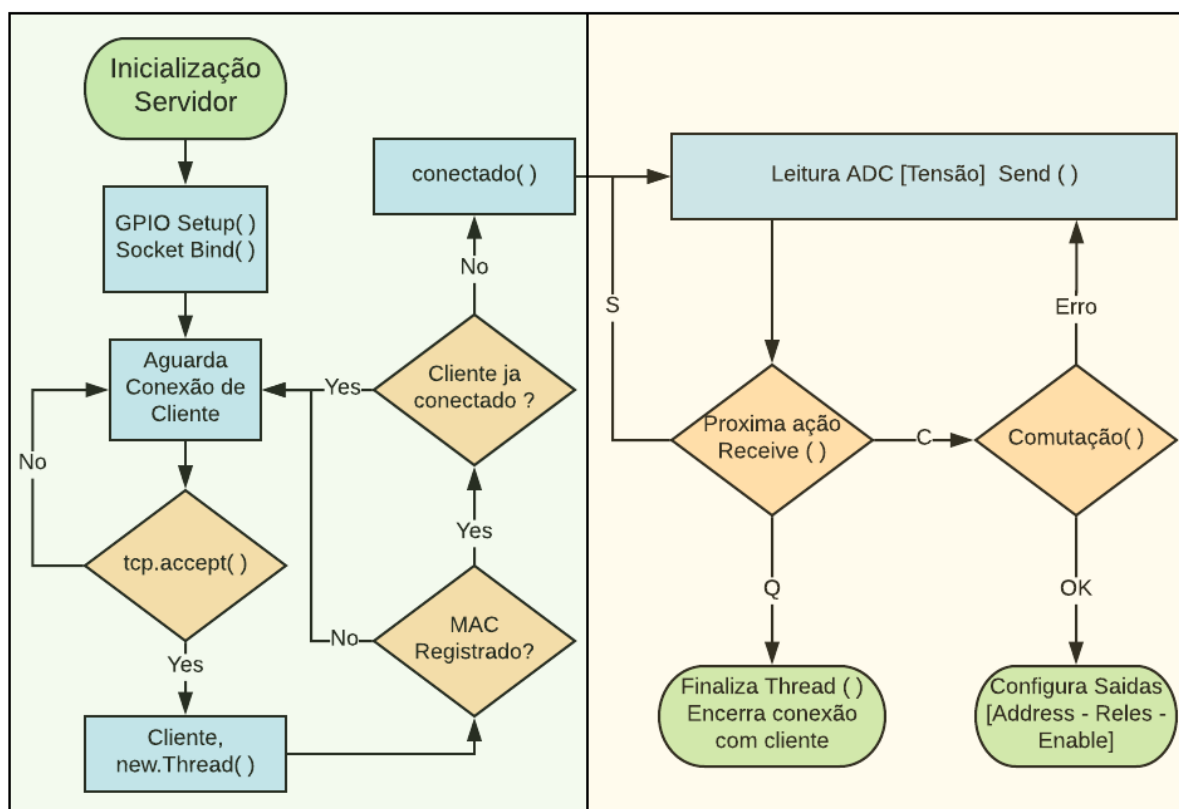 Inicialização
Servidor
GPIO Setup( )
Socket Bind( )
Aguarda
Conexão de
Cliente
No
tcp.accept( )
Yes
Cliente,
new.Thread( )
MAC
Registrado?
No
Yes
Cliente ja
conectado ?
Yes
No
conectado( )
S
Leitura ADC [Tensão]  Send ( )
Proxima ação
Receive ( )
C
Comutação( )
Erro
Q
OK
Finaliza Thread ( )
Encerra conexão
com cliente
Configura Saidas
[Address - Reles -
Enable]